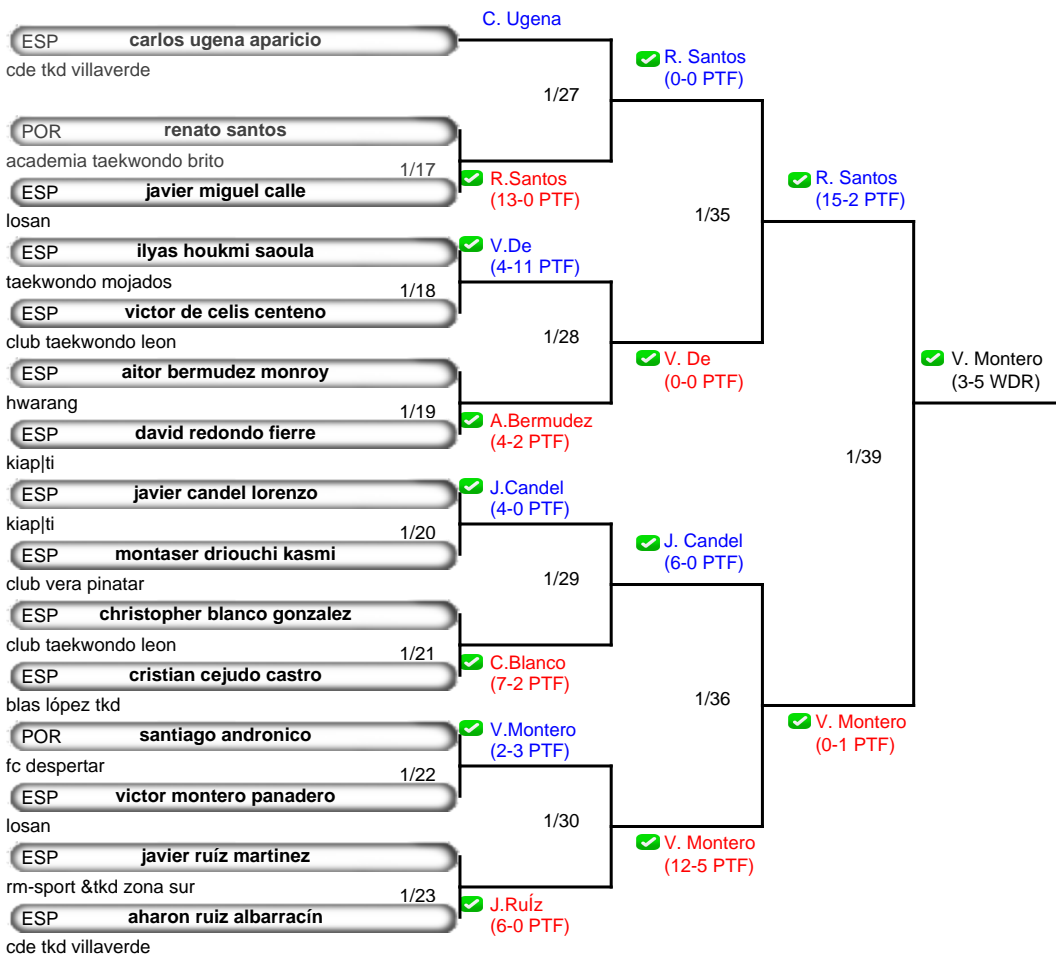 C. Ugena
ESP carlos ugena aparicio
cde tkd villaverde
R. Santos
(0-0 PTF)
1/27
POR renato santos
academia taekwondo brito
1/17
ESP javier miguel calle
losan
R.Santos
(13-0 PTF)
R. Santos
(15-2 PTF)
1/35
ESP ilyas houkmi saoula
taekwondo mojados
1/18
ESP victor de celis centeno
club taekwondo leon
V.De
(4-11 PTF)
1/28
V. De
(0-0 PTF)
ESP aitor bermudez monroy
hwarang
1/19
ESP david redondo fierre
kiap|ti
A.Bermudez
(4-2 PTF)
V. Montero
(3-5 WDR)
1/39
ESP javier candel lorenzo
kiap|ti
1/20
ESP montaser driouchi kasmi
club vera pinatar
J.Candel
(4-0 PTF)
J. Candel
(6-0 PTF)
1/29
ESP christopher blanco gonzalez
club taekwondo leon
1/21
ESP cristian cejudo castro
blas lópez tkd
C.Blanco
(7-2 PTF)
1/36
V. Montero
(0-1 PTF)
POR santiago andronico
fc despertar
1/22
ESP victor montero panadero
losan
V.Montero
(2-3 PTF)
1/30
V. Montero
(12-5 PTF)
ESP javier ruíz martinez
rm-sport &tkd zona sur
1/23
ESP aharon ruiz albarracín
cde tkd villaverde
J.RuÍz
(6-0 PTF)